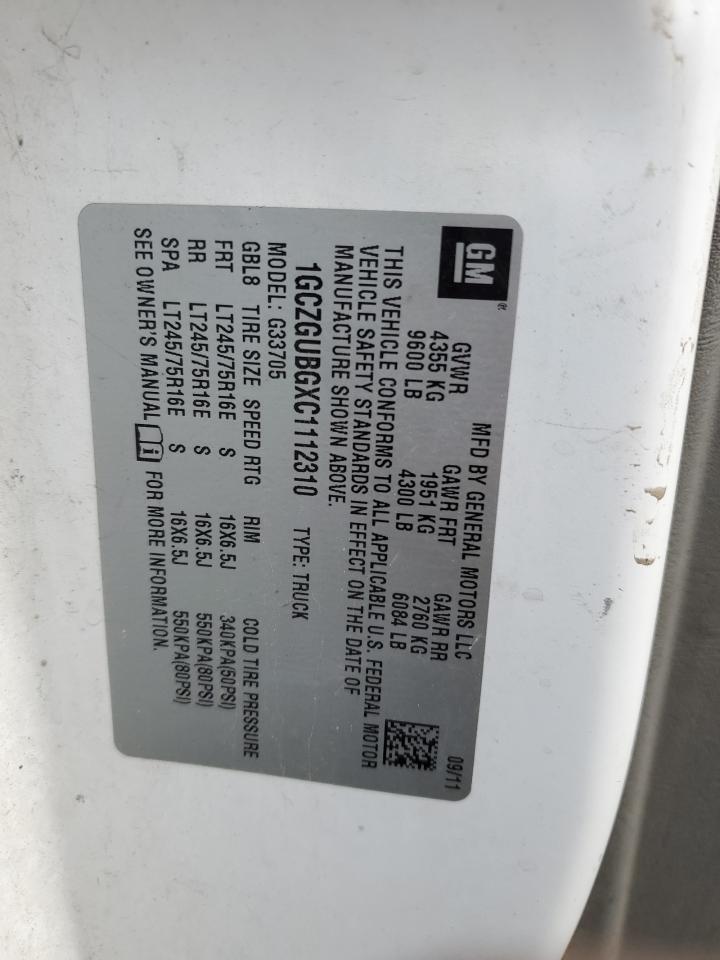 GM®
MFD BY GENERAL MOTORS LLC 09/11
GVWR GAWR FRT GAWR RR
4355 KG 1951 KG 2760 KG
9600 LB 4300 LB 6084 LB
THIS VEHICLE CONFORMS TO ALL APPLICABLE U.S. FEDERAL MOTOR
VEHICLE SAFETY STANDARDS IN EFFECT ON THE DATE OF
MANUFACTURE SHOWN ABOVE.
1GCZGUBGXC1112310 TYPE: TRUCK
MODEL: G33705
GBL8 TIRE SIZE SPEED RTG RIM COLD TIRE PRESSURE
FRT LT245/75R16E S 16X6.5J 340KPA(50PSI)
RR LT245/75R16E S 16X6.5J 550KPA(80PSI)
SPA LT245/75R16E S 16X6.5J 550KPA(80PSI)
SEE OWNER'S MANUAL i FOR MORE INFORMATION.